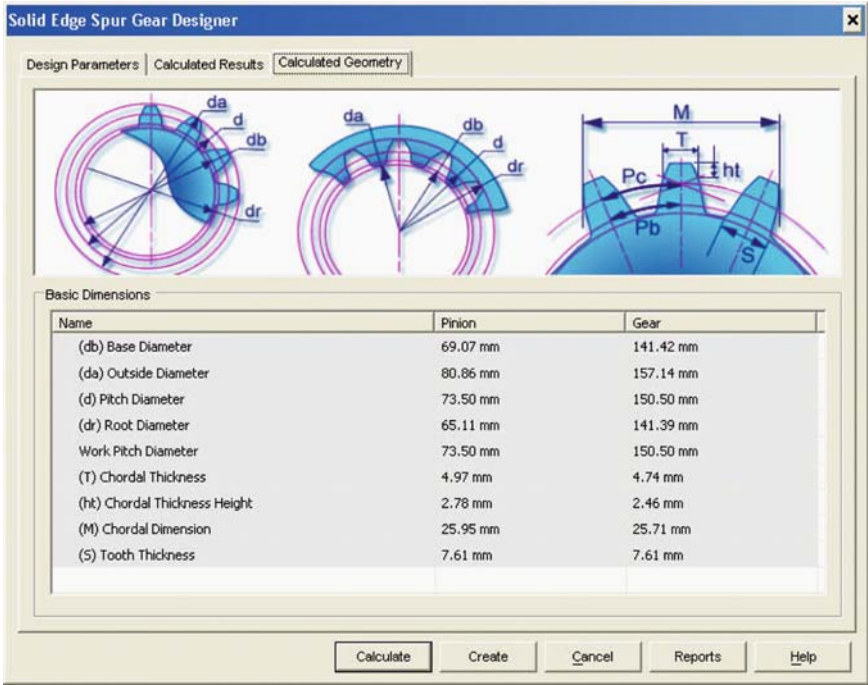 Solid Edge Spur Gear Designer
Design Parameters Calculated Results Calculated Geometry
da
d
db
dr
da
db
d
dr
M
T
ht
Pc
Pb
S
Basic Dimensions
Name Pinion Gear
(db) Base Diameter 69.07 mm 141.42 mm
(da) Outside Diameter 80.86 mm 157.14 mm
(d) Pitch Diameter 73.50 mm 150.50 mm
(dr) Root Diameter 65.11 mm 141.39 mm
Work Pitch Diameter 73.50 mm 150.50 mm
(T) Chordal Thickness 4.97 mm 4.74 mm
(ht) Chordal Thickness Height 2.78 mm 2.46 mm
(M) Chordal Dimension 25.95 mm 25.71 mm
(S) Tooth Thickness 7.61 mm 7.61 mm
Calculate Create Cancel Reports Help